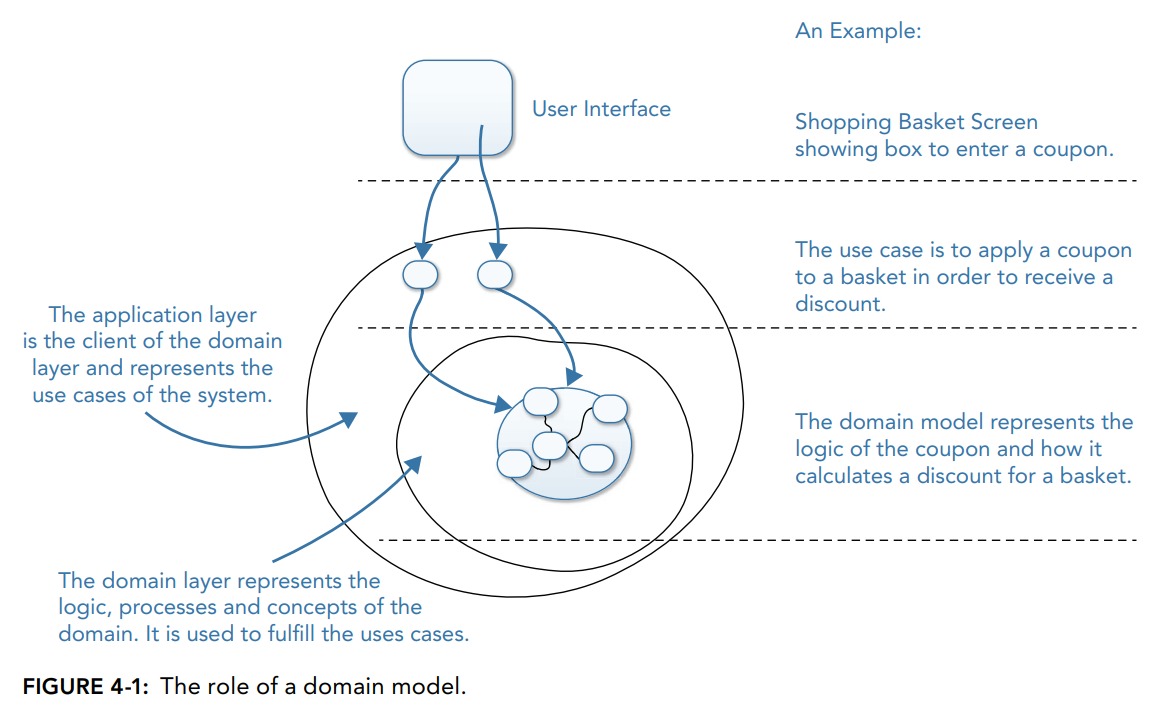 An Example:
User Interface
Shopping Basket Screen
showing box to enter a coupon.
The use case is to apply a coupon
to a basket in order to receive a
discount.
The application layer
is the client of the domain
layer and represents the
use cases of the system.
The domain model represents the
logic of the coupon and how it
calculates a discount for a basket.
The domain layer represents the
logic, processes and concepts of the
domain. It is used to fulfill the uses cases.
FIGURE 4-1: The role of a domain model.